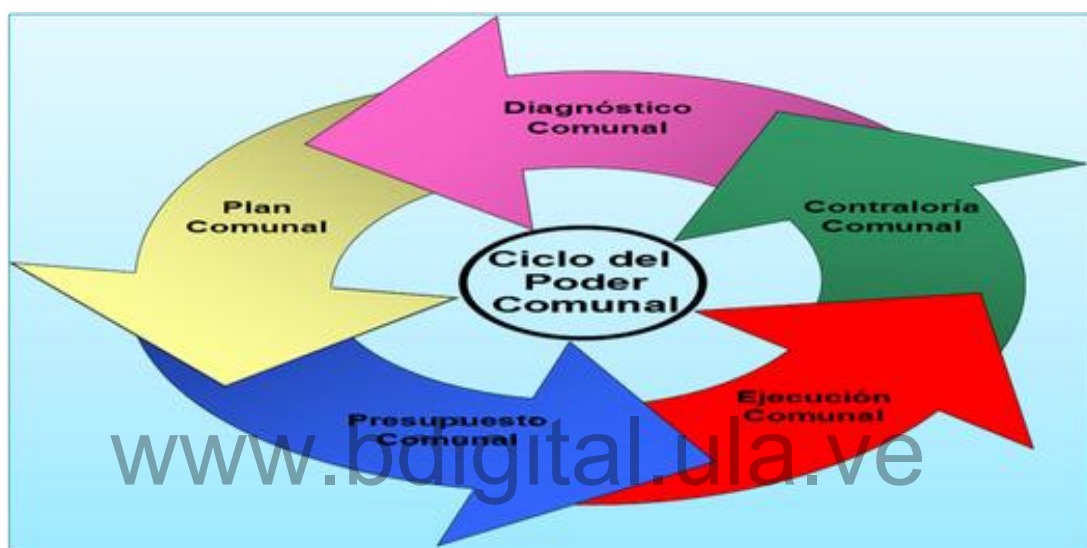 Diagnóstico
Comunal
Plan
Comunal
Contraloría
Comunal
Ciclo del
Poder
Comunal
Presupuesto
Comunal
Ejecución
Comunal
www.bdigital.ula.ve